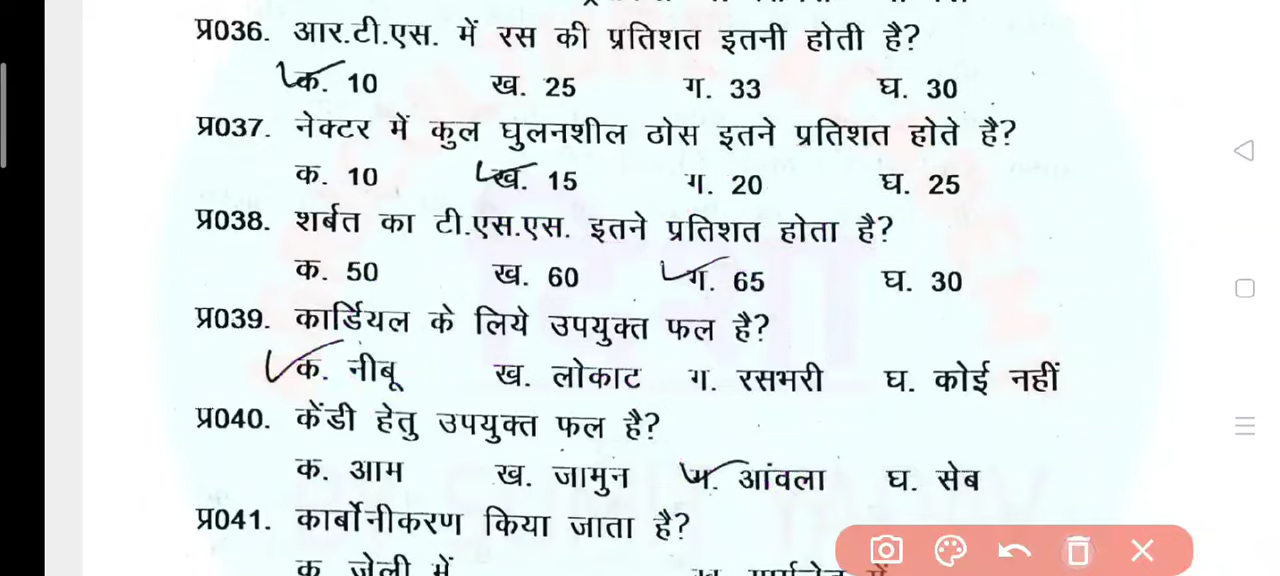 प्र036. आर.टी.एस. में रस की प्रतिशत इतनी होती है?
क. 10 ख. 25 ग. 33 घ. 30
प्र037. नेक्टर में कुल घुलनशील ठोस इतने प्रतिशत होते है?
क. 10 ख. 15 ग. 20 घ. 25
प्र038. शर्बत का टी.एस.एस. इतने प्रतिशत होता है?
क. 50 ख. 60 ग. 65 घ. 30
प्र039. कार्डियल के लिये उपयुक्त फल है?
क. नीबू ख. लोकाट ग. रसभरी घ. कोई नहीं
प्र040. केंडी हेतु उपयुक्त फल है?
क. आम ख. जामुन ग. आंवला घ. सेब
प्र041. कार्बोनीकरण किया जाता है?
क जेली में